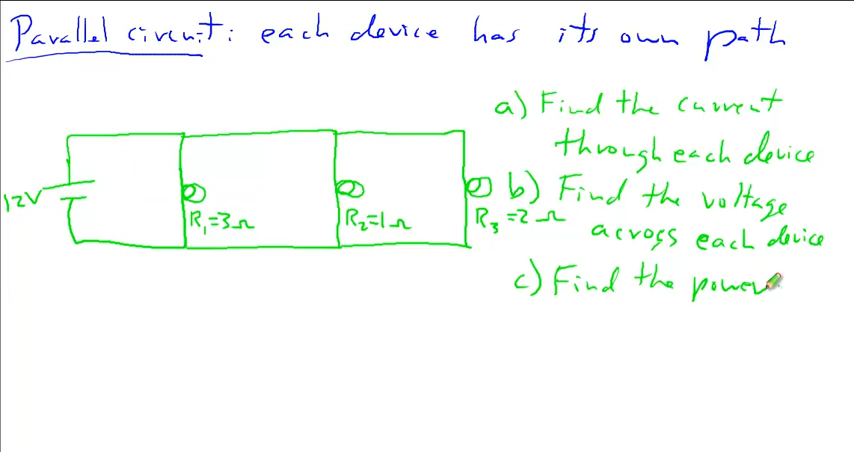 Parallel circuit: each device has its own path
a) Find the current
through each device
12V
R₁=3Ω
R₂=1Ω
R₃=2Ω
b) Find the voltage
across each device
c) Find the power